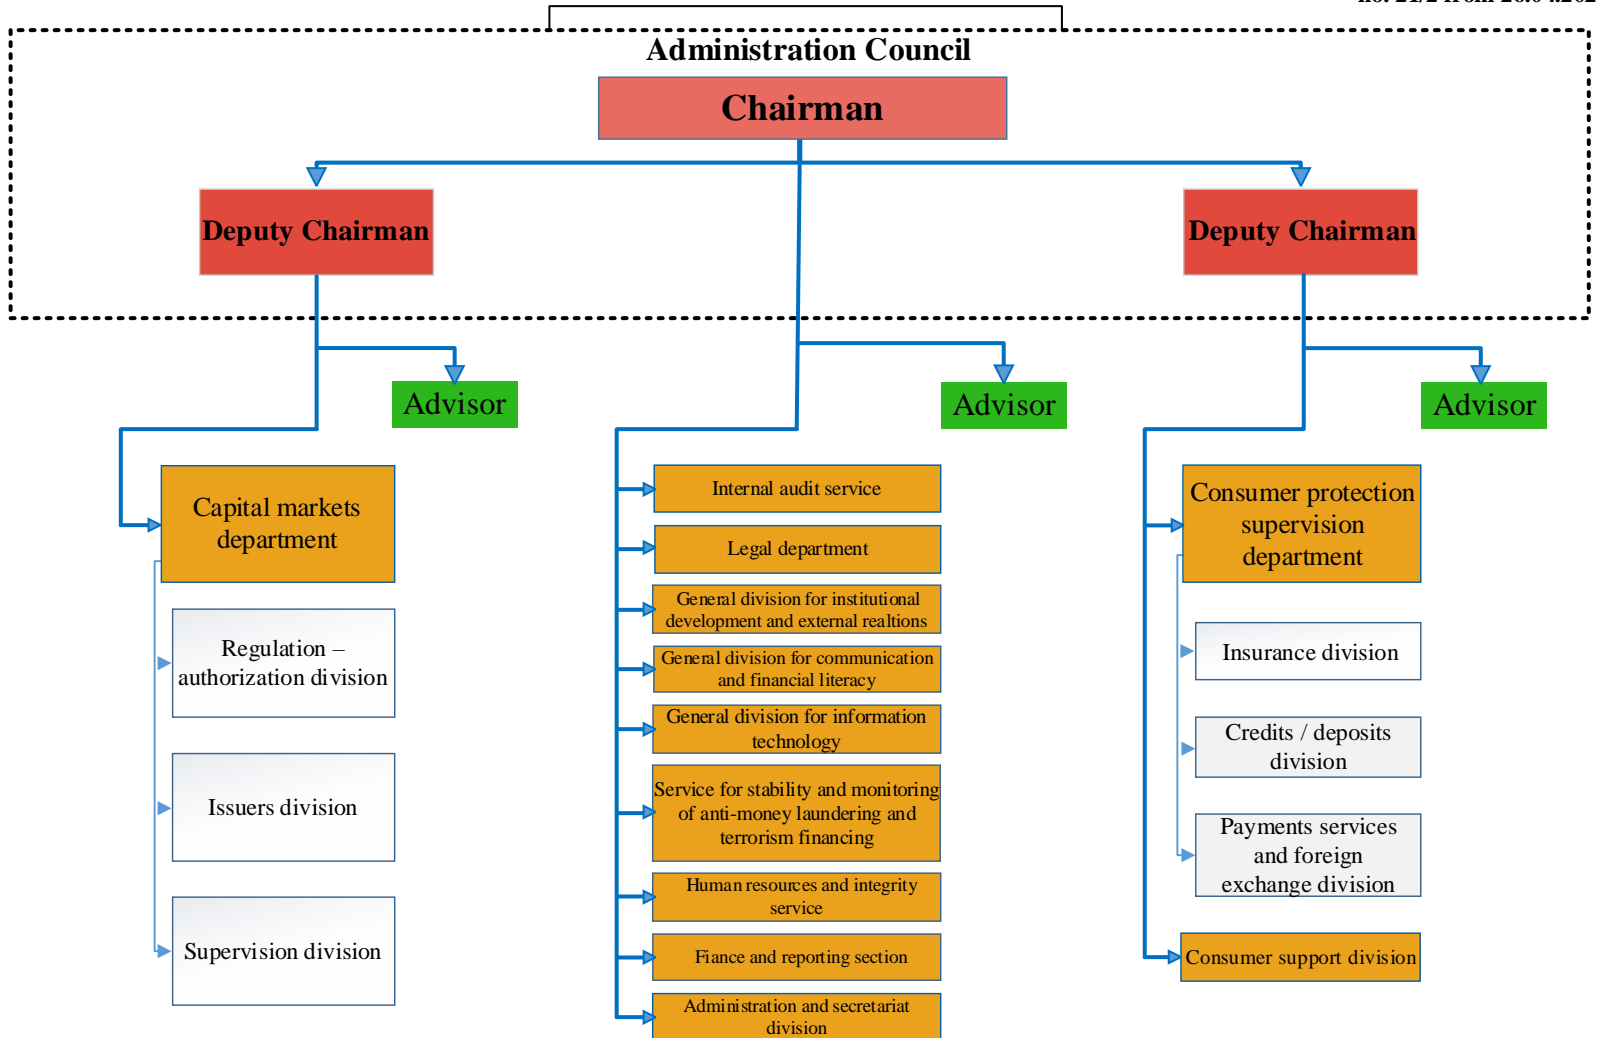 Administration Council
Chairman
Deputy Chairman
Deputy Chairman
Advisor
Advisor
Advisor
Capital markets
department
Regulation –
authorization division
Issuers division
Supervision division
Internal audit service
Legal department
General division for institutional
development and external realtions
General division for communication
and financial literacy
General division for information
technology
Service for stability and monitoring
of anti-money laundering and
terrorism financing
Human resources and integrity
service
Fiance and reporting section
Administration and secretariat
division
Consumer protection
supervision
department
Insurance division
Credits / deposits
division
Payments services
and foreign
exchange division
Consumer support division